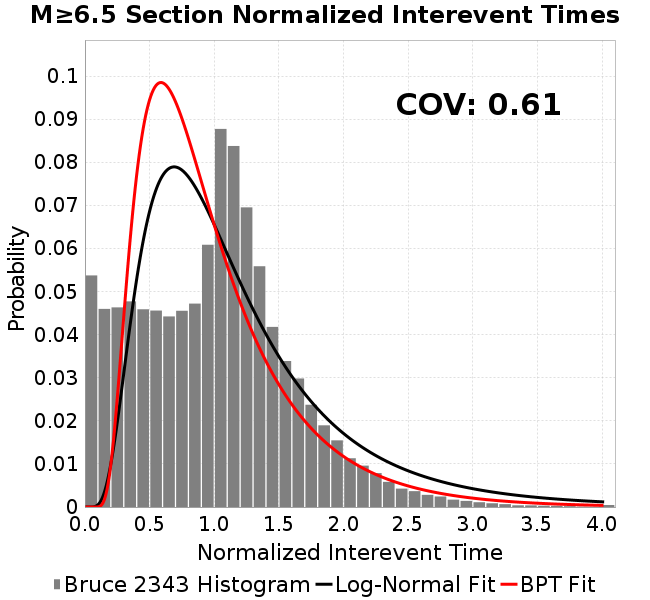 M≥6.5 Section Normalized Interevent Times
COV: 0.61
Probability
0.1
0.09
0.08
0.07
0.06
0.05
0.04
0.03
0.02
0.01
0
0.0 0.5 1.0 1.5 2.0 2.5 3.0 3.5 4.0
Normalized Interevent Time
Bruce 2343 Histogram Log-Normal Fit BPT Fit